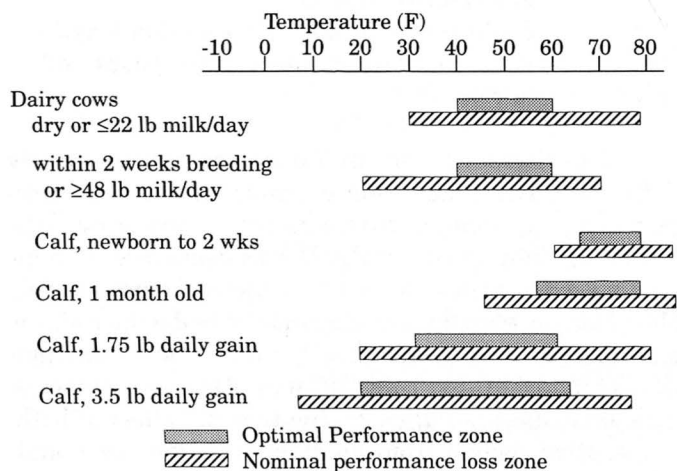 Temperature (F)
-10 0 10 20 30 40 50 60 70 80
Dairy cows
dry or ≤22 lb milk/day
within 2 weeks breeding
or ≥48 lb milk/day
Calf, newborn to 2 wks
Calf, 1 month old
Calf, 1.75 lb daily gain
Calf, 3.5 lb daily gain
Optimal Performance zone
Nominal performance loss zone